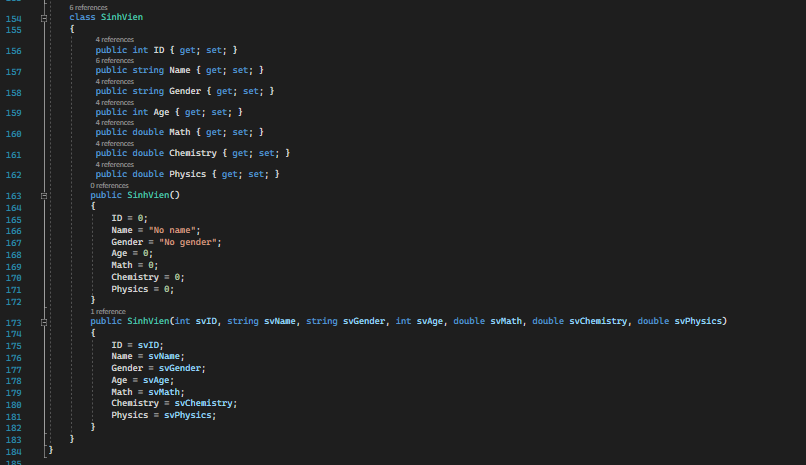 6 references
154 class SinhVien
155 {
4 references
156 public int ID { get; set; }
6 references
157 public string Name { get; set; }
4 references
158 public string Gender { get; set; }
4 references
159 public int Age { get; set; }
4 references
160 public double Math { get; set; }
4 references
161 public double Chemistry { get; set; }
4 references
162 public double Physics { get; set; }
0 references
163 public SinhVien()
164 {
165 ID = 0;
166 Name = "No name";
167 Gender = "No gender";
168 Age = 0;
169 Math = 0;
170 Chemistry = 0;
171 Physics = 0;
172 }
1 reference
173 public SinhVien(int svID, string svName, string svGender, int svAge, double svMath, double svChemistry, double svPhysics)
174 {
175 ID = svID;
176 Name = svName;
177 Gender = svGender;
178 Age = svAge;
179 Math = svMath;
180 Chemistry = svChemistry;
181 Physics = svPhysics;
182 }
183 }
184 }
185